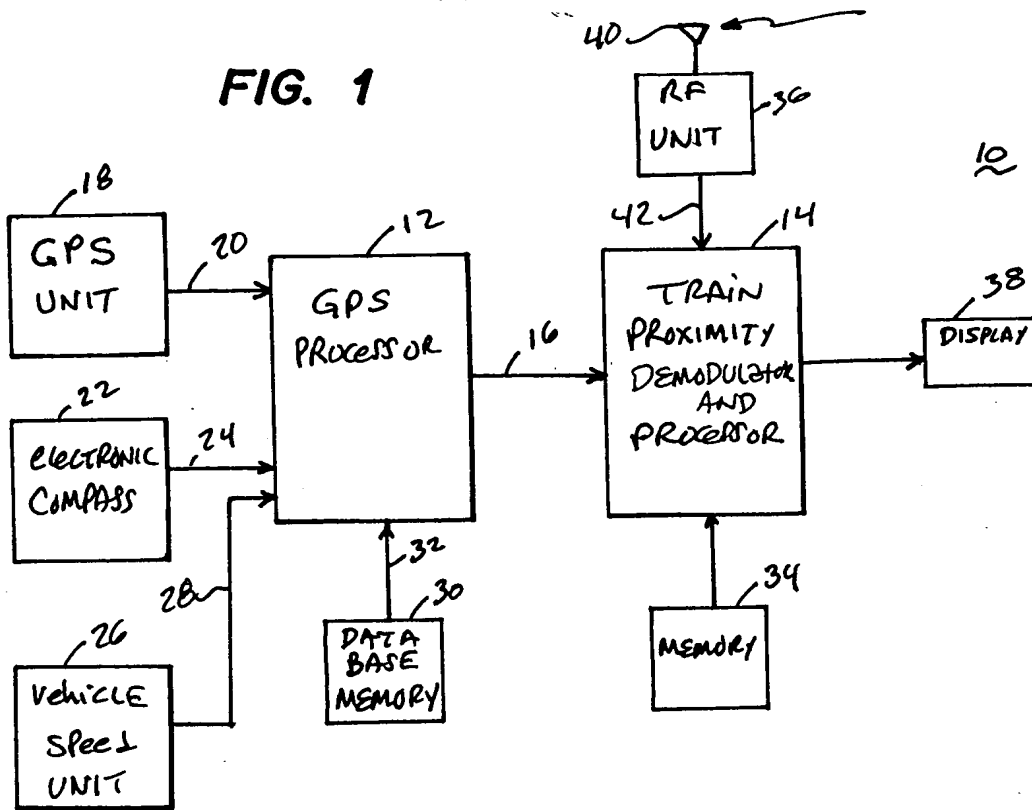 FIG. 1
40
RF
UNIT
36
10
42
18
GPS
UNIT
20
12
GPS
PROCESSOR
16
14
TRAIN
PROXIMITY
DEMODULATOR
AND
PROCESSOR
38
DISPLAY
22
ELECTRONIC
COMPASS
24
28
26
VEHICLE
SPEED
UNIT
32
30
DATA
BASE
MEMORY
34
MEMORY